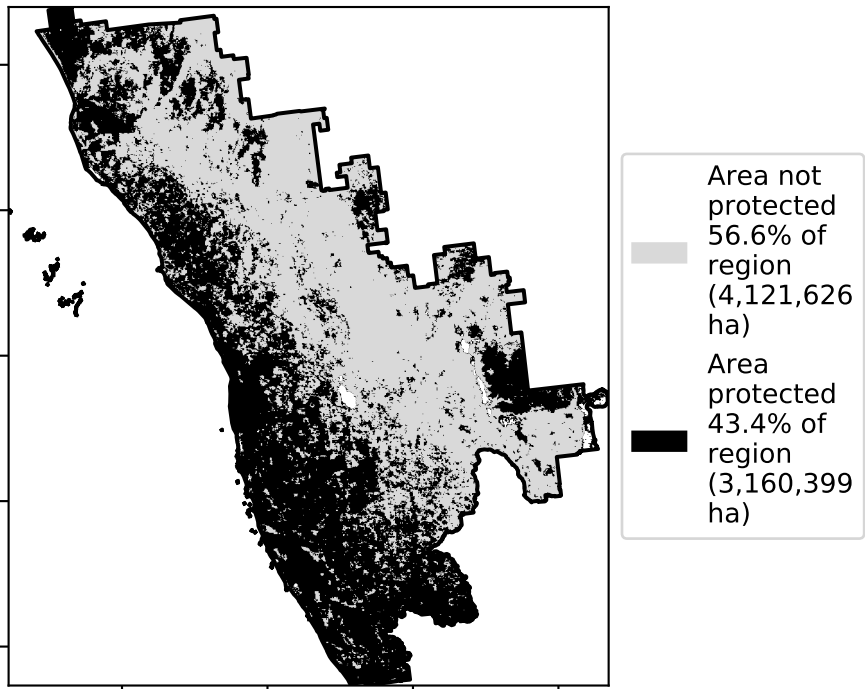 Area not
protected
56.6% of
region
(4,121,626
ha)
Area
protected
43.4% of
region
(3,160,399
ha)